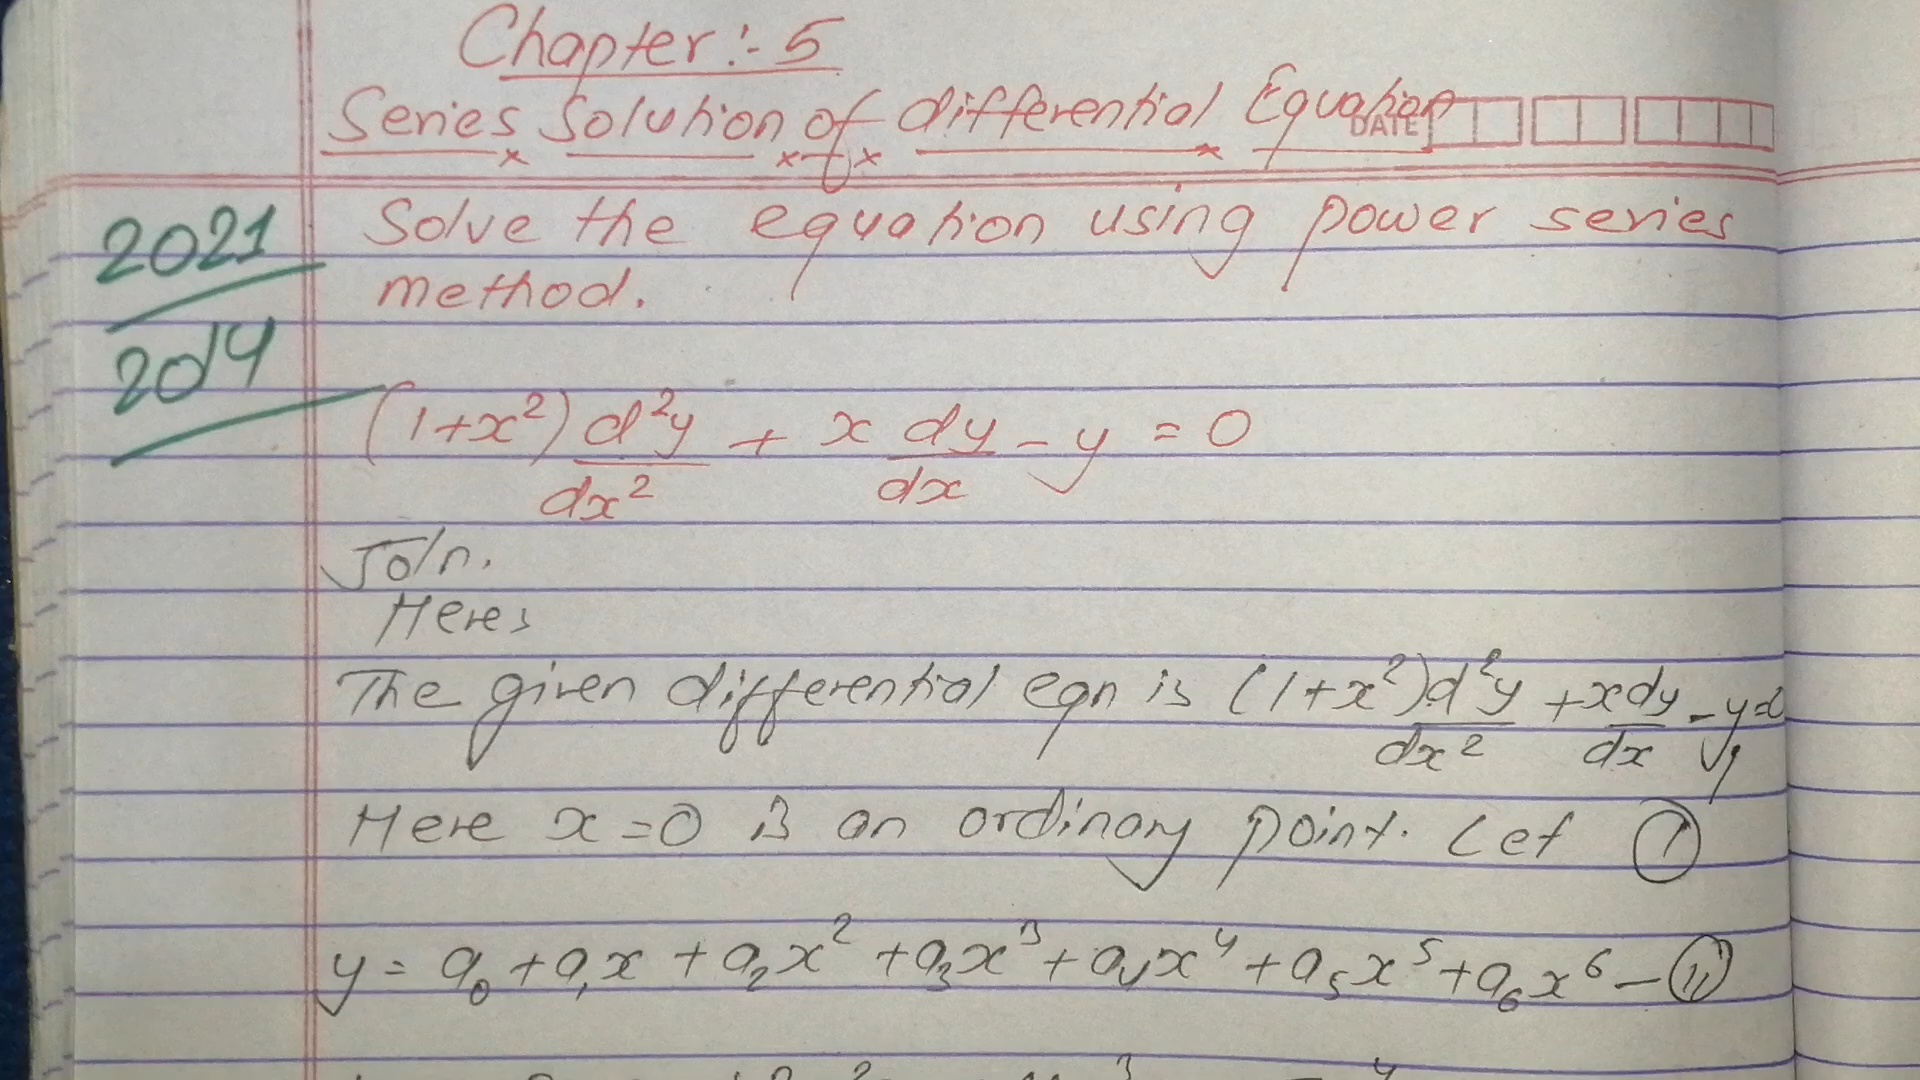 Chapter:- 5
Series Solution of differential Equation
DATE
2021
Solve the equation using power series
method.
2014
(1+x²) d²y/dx² + x dy/dx - y = 0
Soln.
Here,
The given differential eqn is (1+x²) d²y/dx² + x dy/dx - y=0
Here x=0 is an ordinary point. Let (I)
y = a₀ + a₁x + a₂x² + a₃x³ + a₄x⁴ + a₅x⁵ + a₆x⁶ - (II)